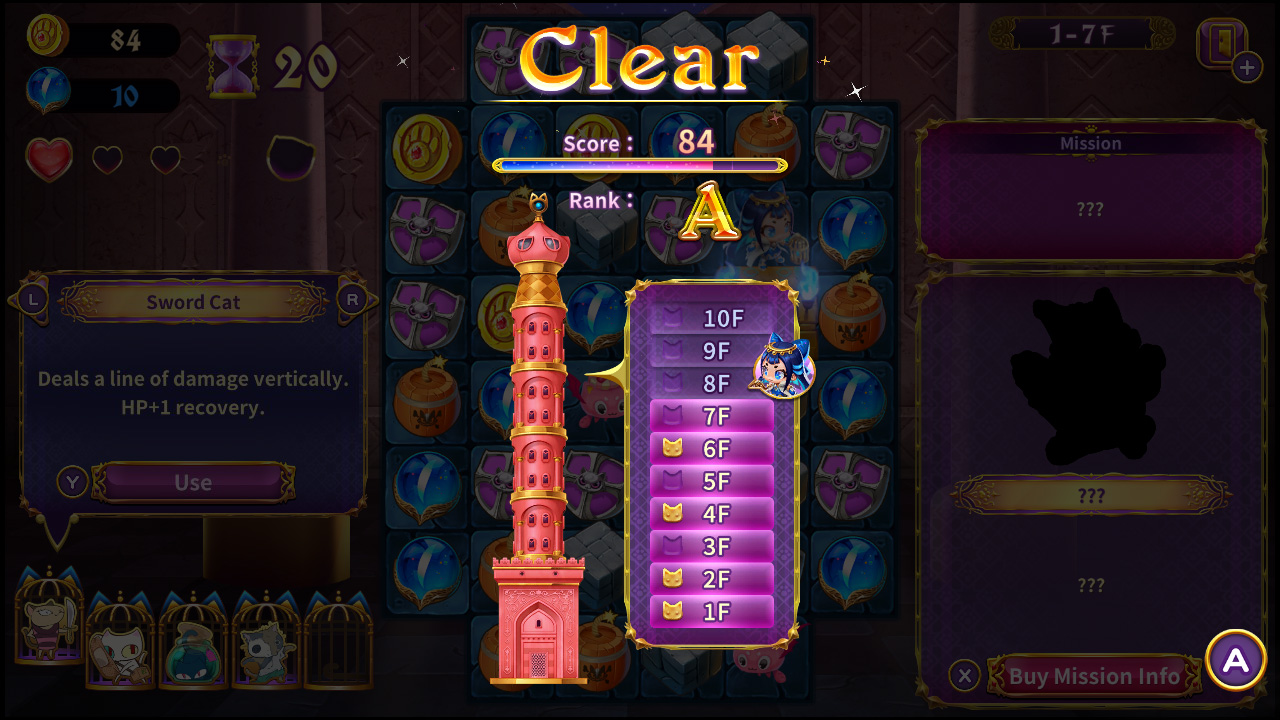 84
10
20
Clear
1-7F
Score : 84
Rank : A
Mission
???
L
Sword Cat
R
Deals a line of damage vertically.
HP+1 recovery.
Y
Use
10F
9F
8F
7F
6F
5F
4F
3F
2F
1F
???
???
X
Buy Mission Info
A